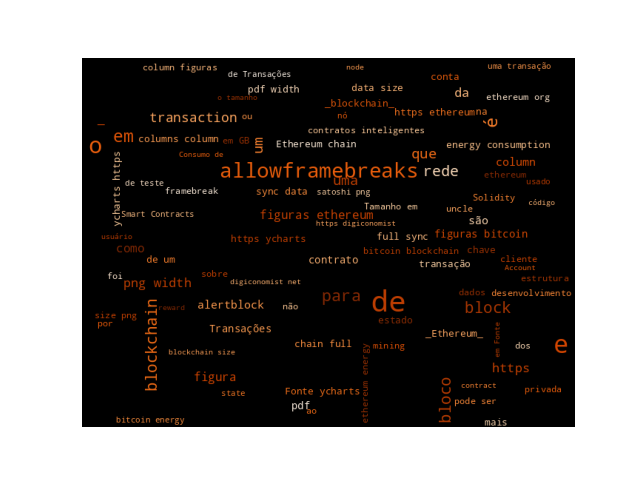 column figuras
node
uma transação
de Transações
conta
pdf width
data size
da
o tamanho
ethereum org
_blockchain_
https ethereum
na
transaction
ou
nó
é
contratos inteligentes
em
columns column
em GB
um
Ethereum chain
energy consumption
o
Consumo de
que
column
allowframebreaks
rede
ethereum
uma
de teste
usado
framebreak
sync data
satoshi png
ycharts https
Solidity
código
Tamanho em
uncle
Smart Contracts
figuras ethereum
são
https digiconomist
usuário
https ycharts
full sync
figuras bitcoin
como
bitcoin blockchain
chave
de um
contrato
transação
cliente
Account
foi
sobre
estrutura
png width
digiconomist net
para
de
dados
desenvolvimento
alertblock
não
reward
block
size png
por
estado
blockchain
Transações
_Ethereum_
em Fonte
chain full
mining
dos
e
blockchain size
ethereum energy
https
figura
bloco
contract
state
Fonte ycharts
privada
pode ser
pdf
ao
bitcoin energy
mais